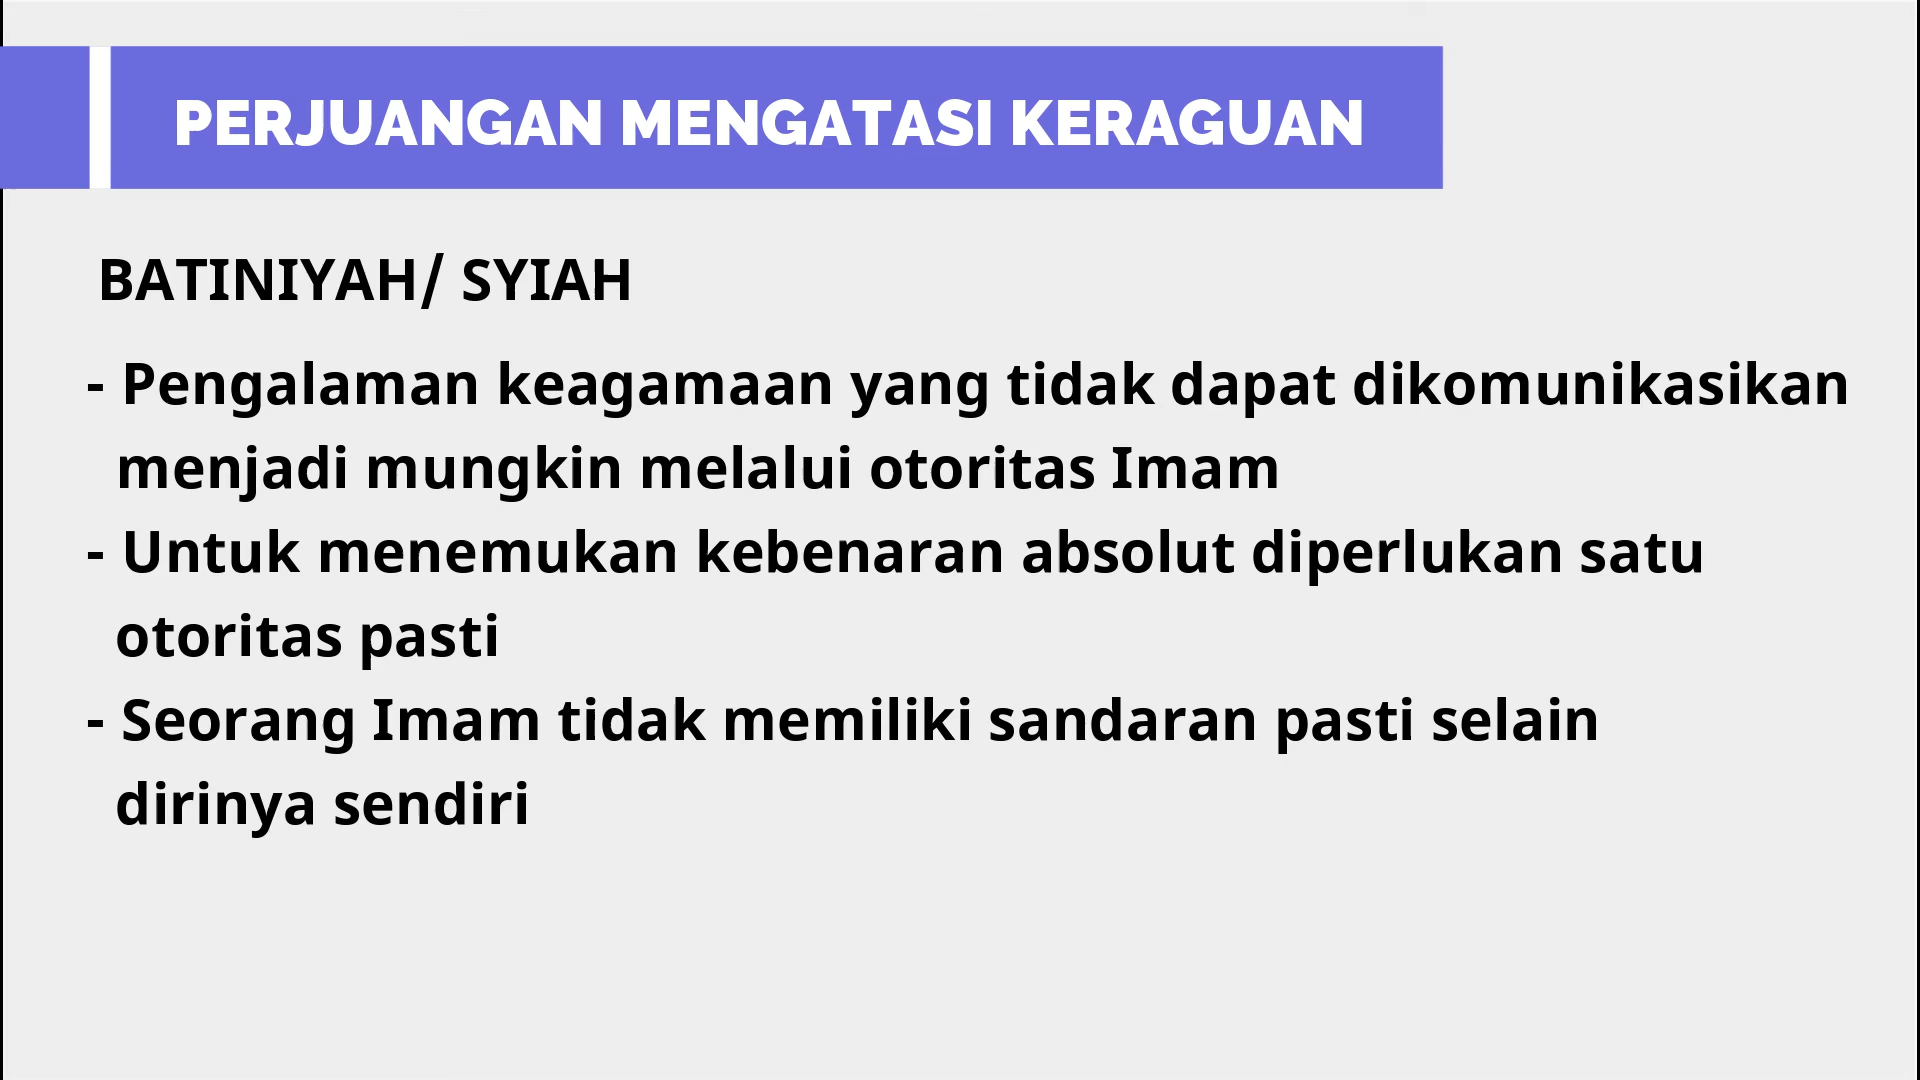 PERJUANGAN MENGATASI KERAGUAN
BATINIYAH/ SYIAH
- Pengalaman keagamaan yang tidak dapat dikomunikasikan
menjadi mungkin melalui otoritas Imam
- Untuk menemukan kebenaran absolut diperlukan satu
otoritas pasti
- Seorang Imam tidak memiliki sandaran pasti selain
dirinya sendiri